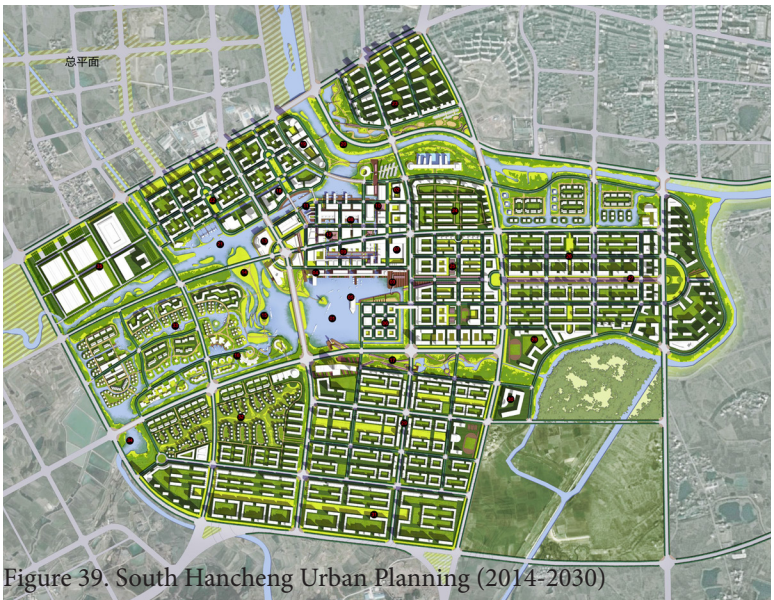 总平面
Figure 39. South Hancheng Urban Planning (2014-2030)